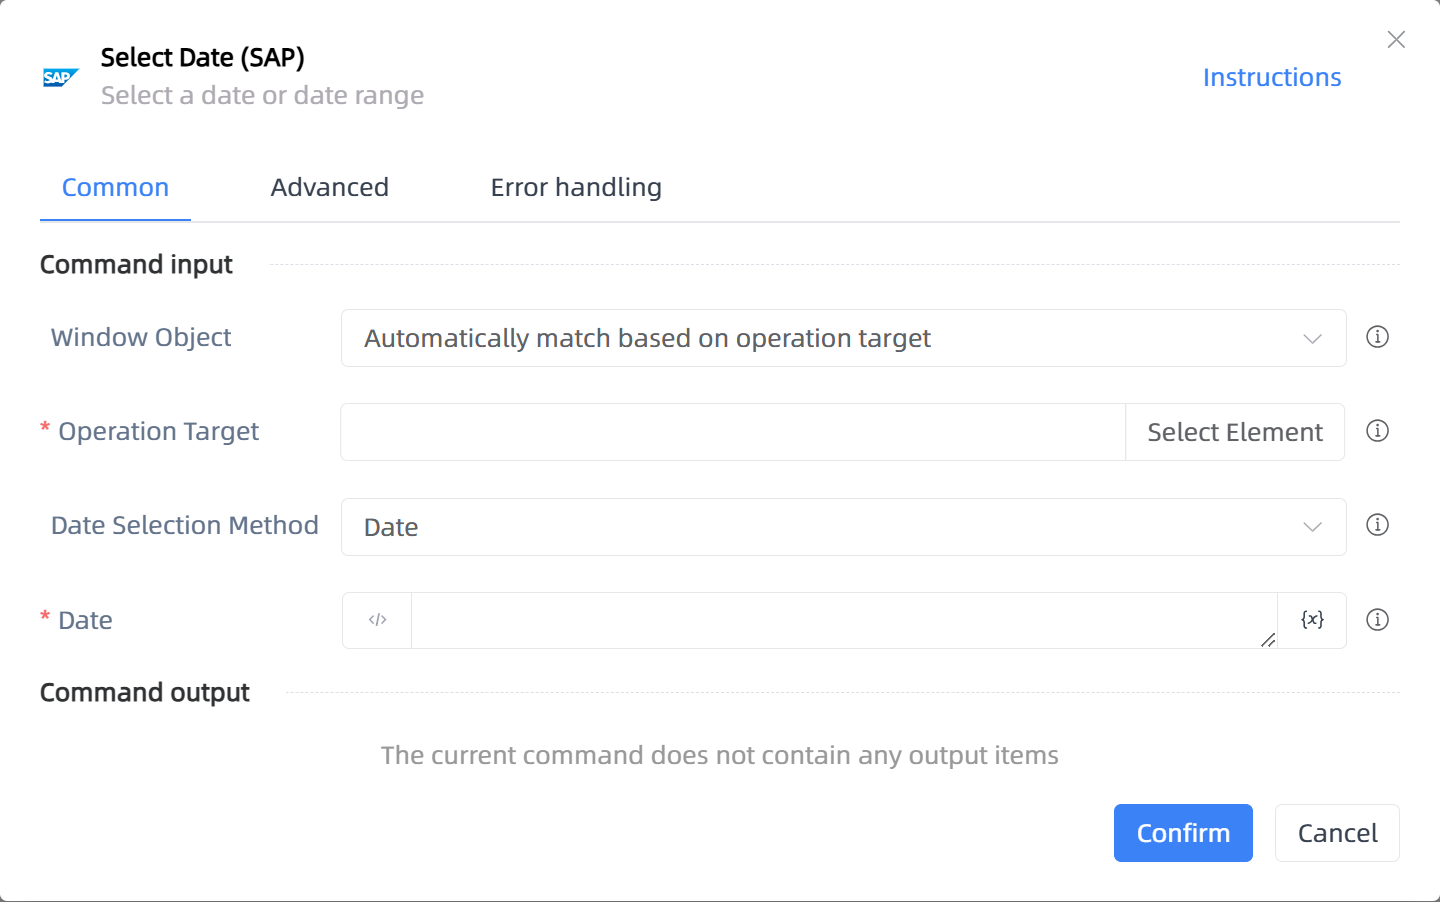 Select Date (SAP)
SAP
Select a date or date range
Instructions
Common
Advanced
Error handling
Command input
Window Object
Automatically match based on operation target
* Operation Target
Select Element
Date Selection Method
Date
* Date
</>
{x}
Command output
The current command does not contain any output items
Confirm
Cancel